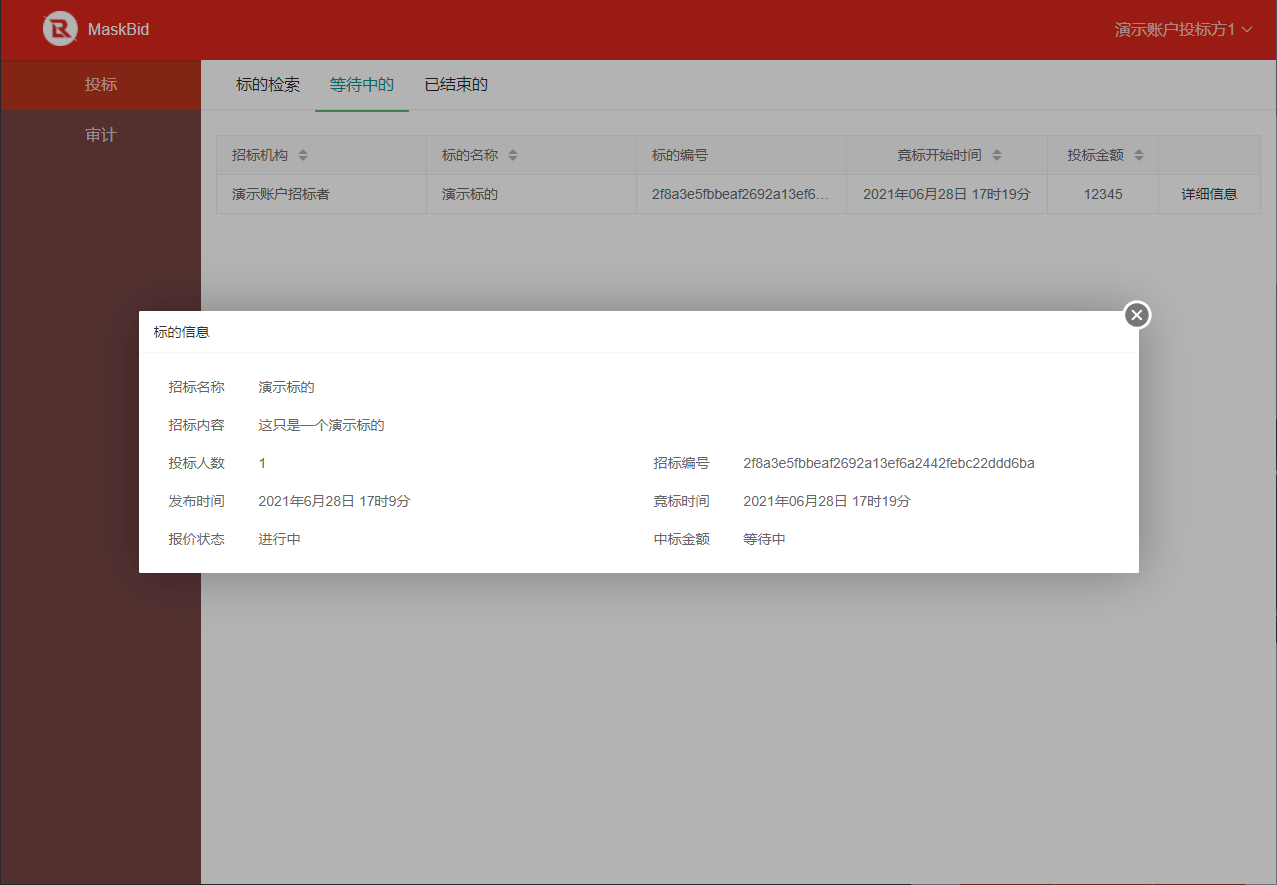 MaskBid 演示账户投标方1
投标 标的检索 等待中的 已结束的
审计
招标机构 标的名称 标的编号 竞标开始时间 投标金额
演示账户招标者 演示标的 2f8a3e5fbbeaf2692a13ef6… 2021年06月28日 17时19分 12345 详细信息
标的信息
招标名称 演示标的
招标内容 这只是一个演示标的
投标人数 1 招标编号 2f8a3e5fbbeaf2692a13ef6a2442febc22ddd6ba
发布时间 2021年6月28日 17时9分 竞标时间 2021年06月28日 17时19分
报价状态 进行中 中标金额 等待中